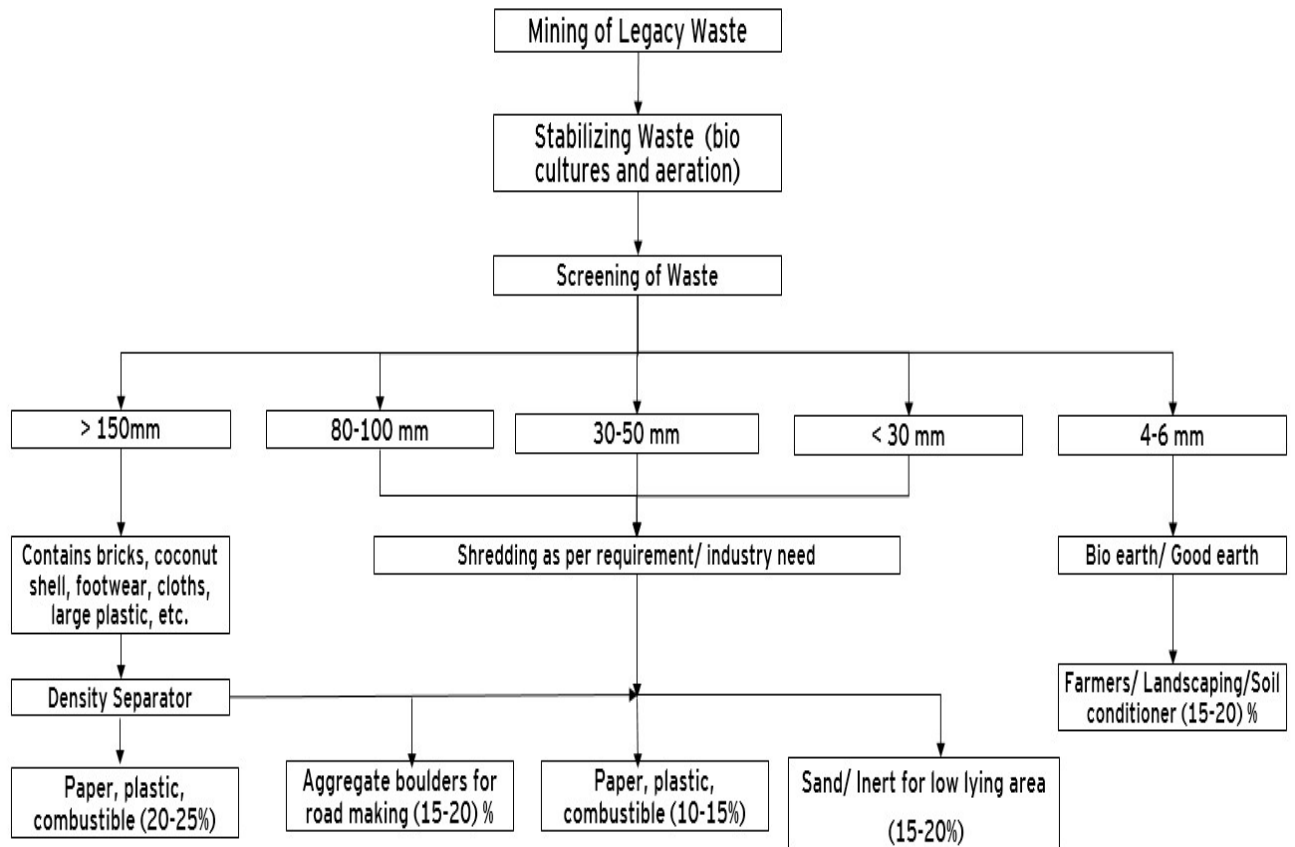 Mining of Legacy Waste
Stabilizing Waste (bio
cultures and aeration)
Screening of Waste
> 150mm
80-100 mm
30-50 mm
< 30 mm
4-6 mm
Contains bricks, coconut
shell, footwear, cloths,
large plastic, etc.
Shredding as per requirement/ industry need
Bio earth/ Good earth
Density Separator
Farmers/ Landscaping/Soil
conditioner (15-20) %
Paper, plastic,
combustible (20-25%)
Aggregate boulders for
road making (15-20) %
Paper, plastic,
combustible (10-15%)
Sand/ Inert for low lying area
(15-20%)